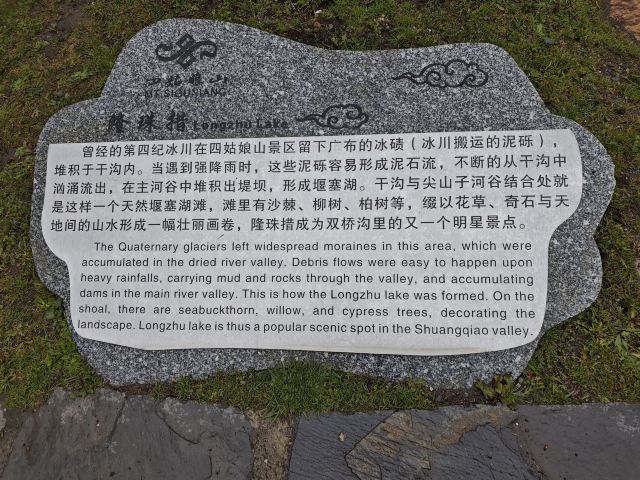 四姑娘山
MT.SIGUNIANG
隆珠措 Longzhu Lake
曾经的第四纪冰川在四姑娘山景区留下广布的冰碛（冰川搬运的泥砾），
堆积于干沟内。当遇到强降雨时，这些泥砾容易形成泥石流，不断的从干沟中
汹涌流出，在主河谷中堆积出堤坝，形成堰塞湖。干沟与尖山子河谷结合处就
是这样一个天然堰塞湖滩，滩里有沙棘、柳树、柏树等，缀以花草、奇石与天
地间的山水形成一幅壮丽画卷，隆珠措成为双桥沟里的又一个明星景点。
The Quaternary glaciers left widespread moraines in this area, which were
accumulated in the dried river valley. Debris flows were easy to happen upon
heavy rainfalls, carrying mud and rocks through the valley, and accumulating
dams in the main river valley. This is how the Longzhu lake was formed. On the
shoal, there are seabuckthorn, willow, and cypress trees, decorating the
landscape. Longzhu lake is thus a popular scenic spot in the Shuangqiao valley.